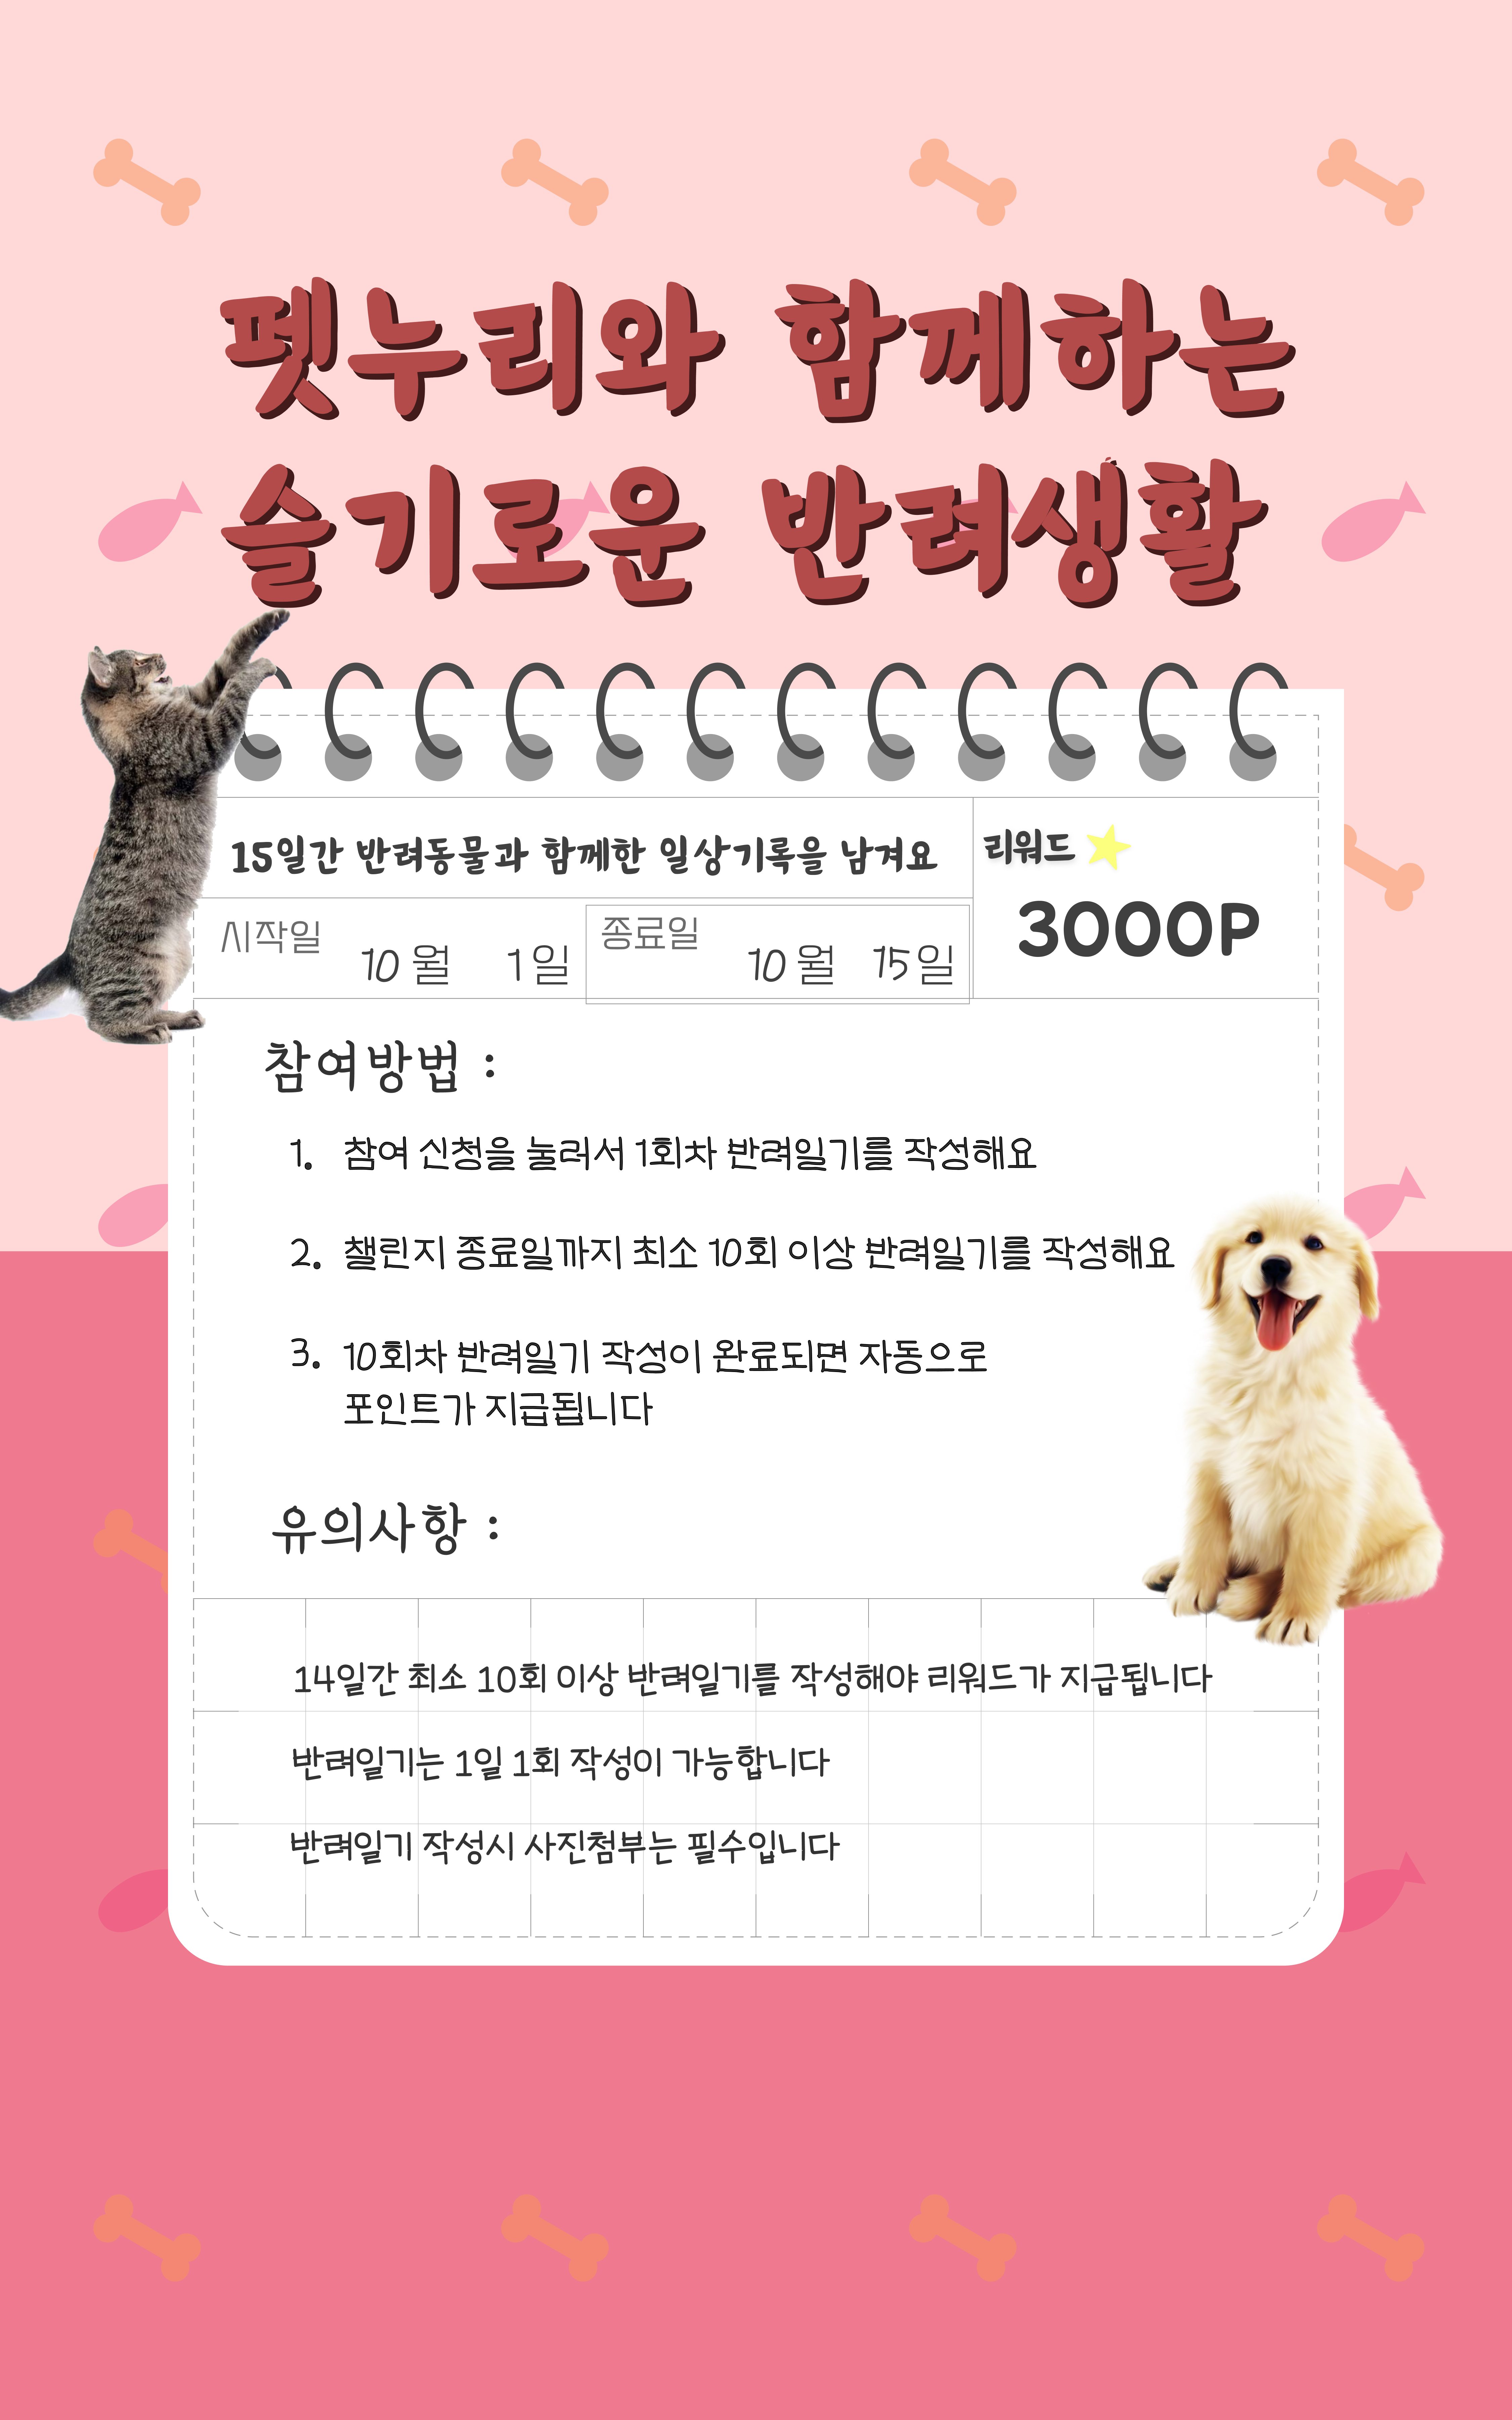 펫누리와 함께하는
슬기로운 반려생활
15일간 반려동물과 함께한 일상기록을 남겨요
리워드
3000P
시작일 10월 1일
종료일 10월 15일
참여방법 :
1. 참여 신청을 눌러서 1회차 반려일기를 작성해요
2. 챌린지 종료일까지 최소 10회 이상 반려일기를 작성해요
3. 10회차 반려일기 작성이 완료되면 자동으로
포인트가 지급됩니다
유의사항 :
14일간 최소 10회 이상 반려일기를 작성해야 리워드가 지급됩니다
반려일기는 1일 1회 작성이 가능합니다
반려일기 작성시 사진첨부는 필수입니다